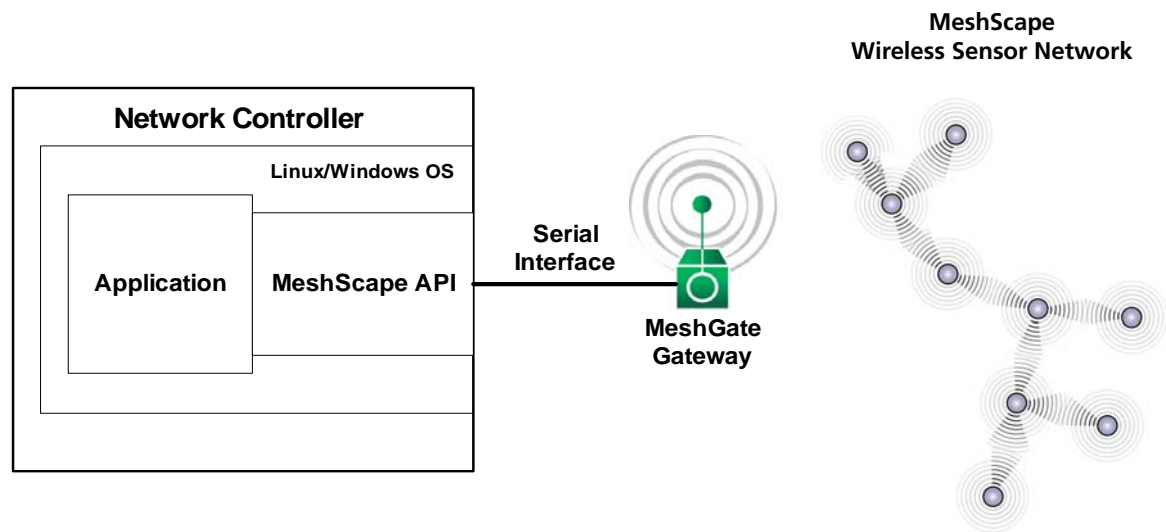 MeshScape
Wireless Sensor Network
Network Controller
Linux/Windows OS
Application
MeshScape API
Serial
Interface
MeshGate
Gateway